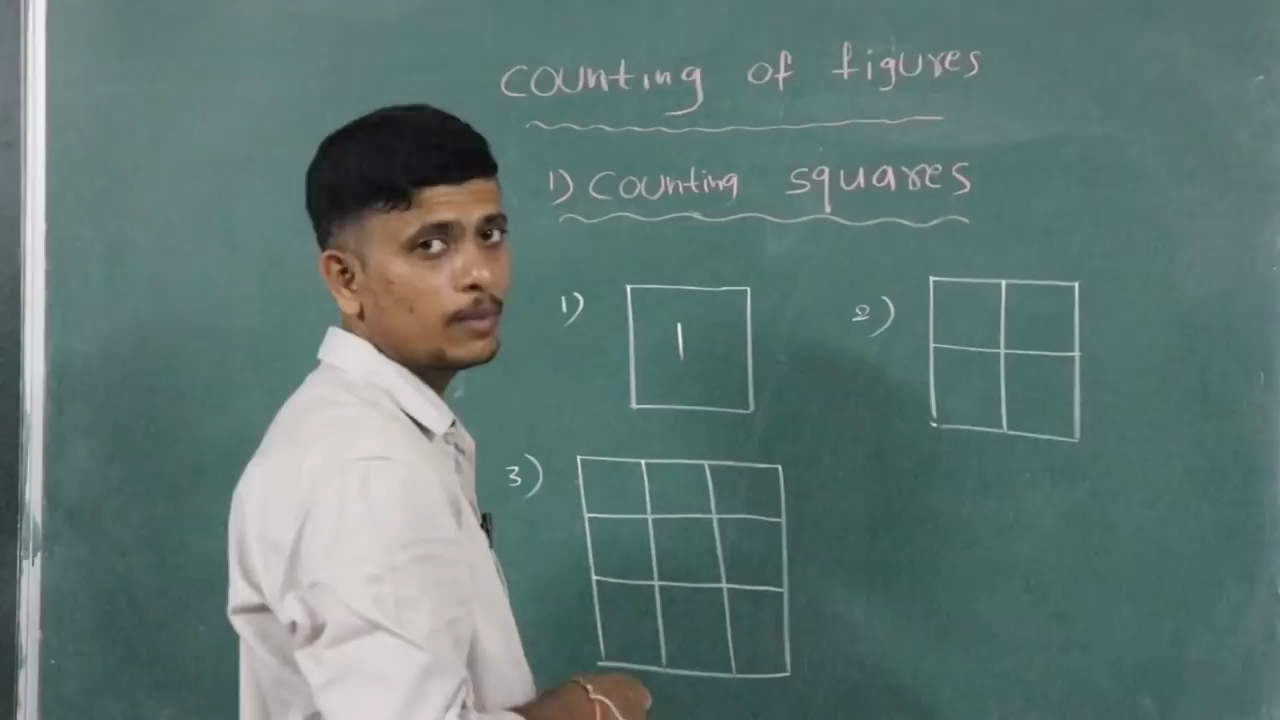 counting of figures
1) counting squares
1)
1
2)
3)